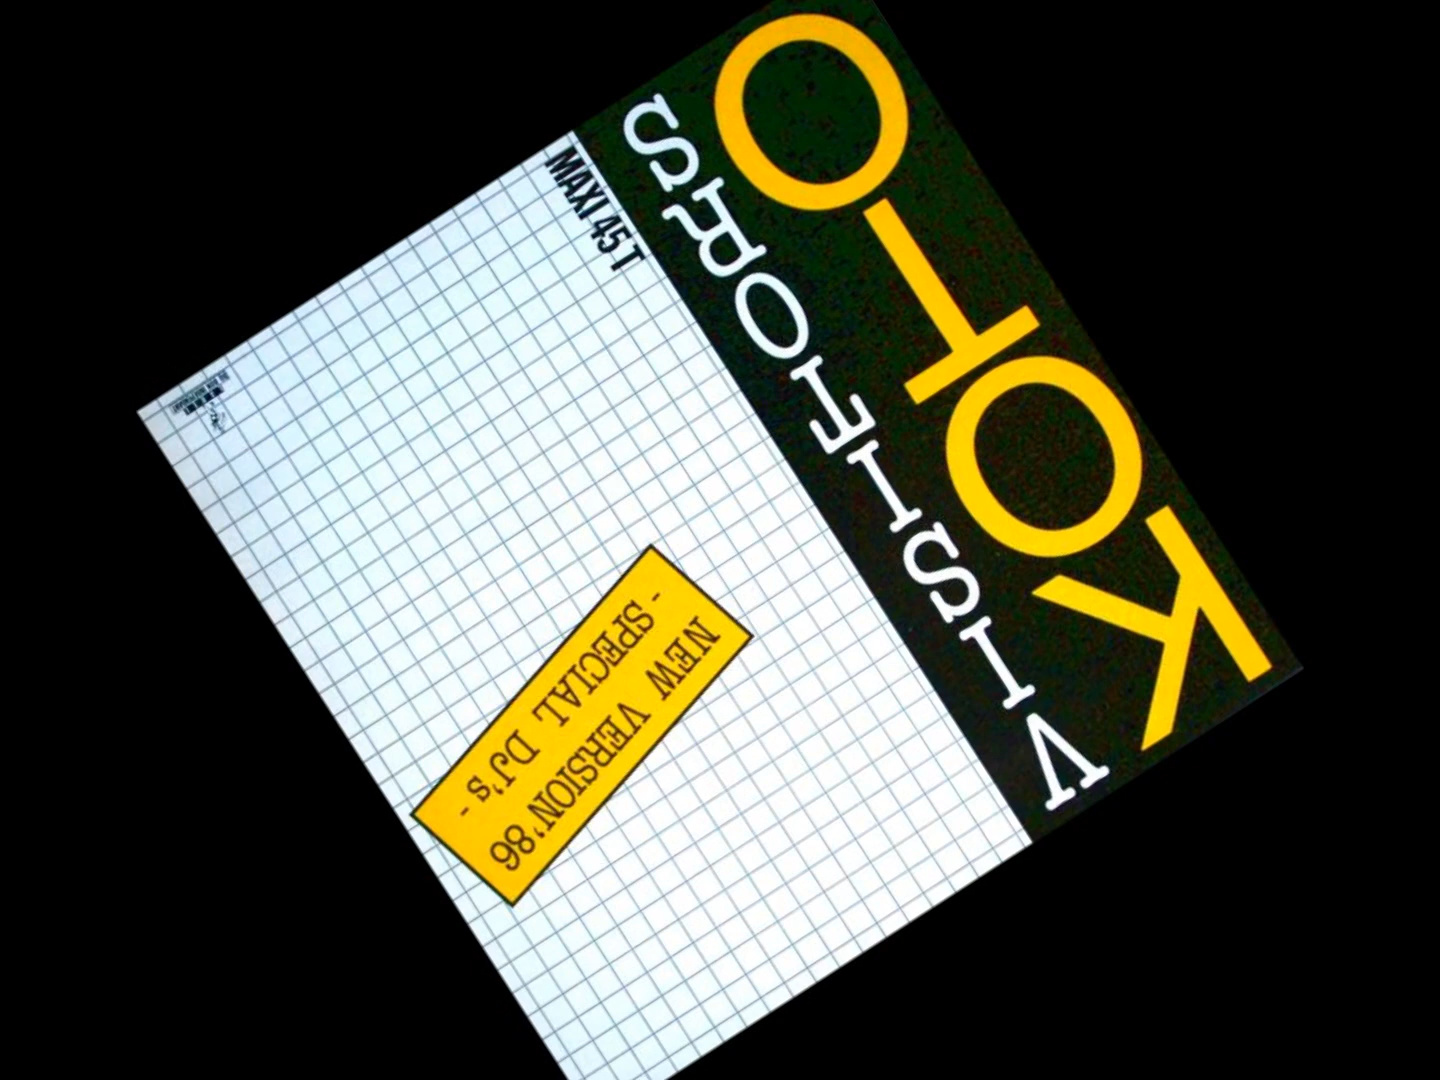 KOTO
VISITORS
MAXI 45 T
NEW VERSION'86
- SPECIAL DJ's -